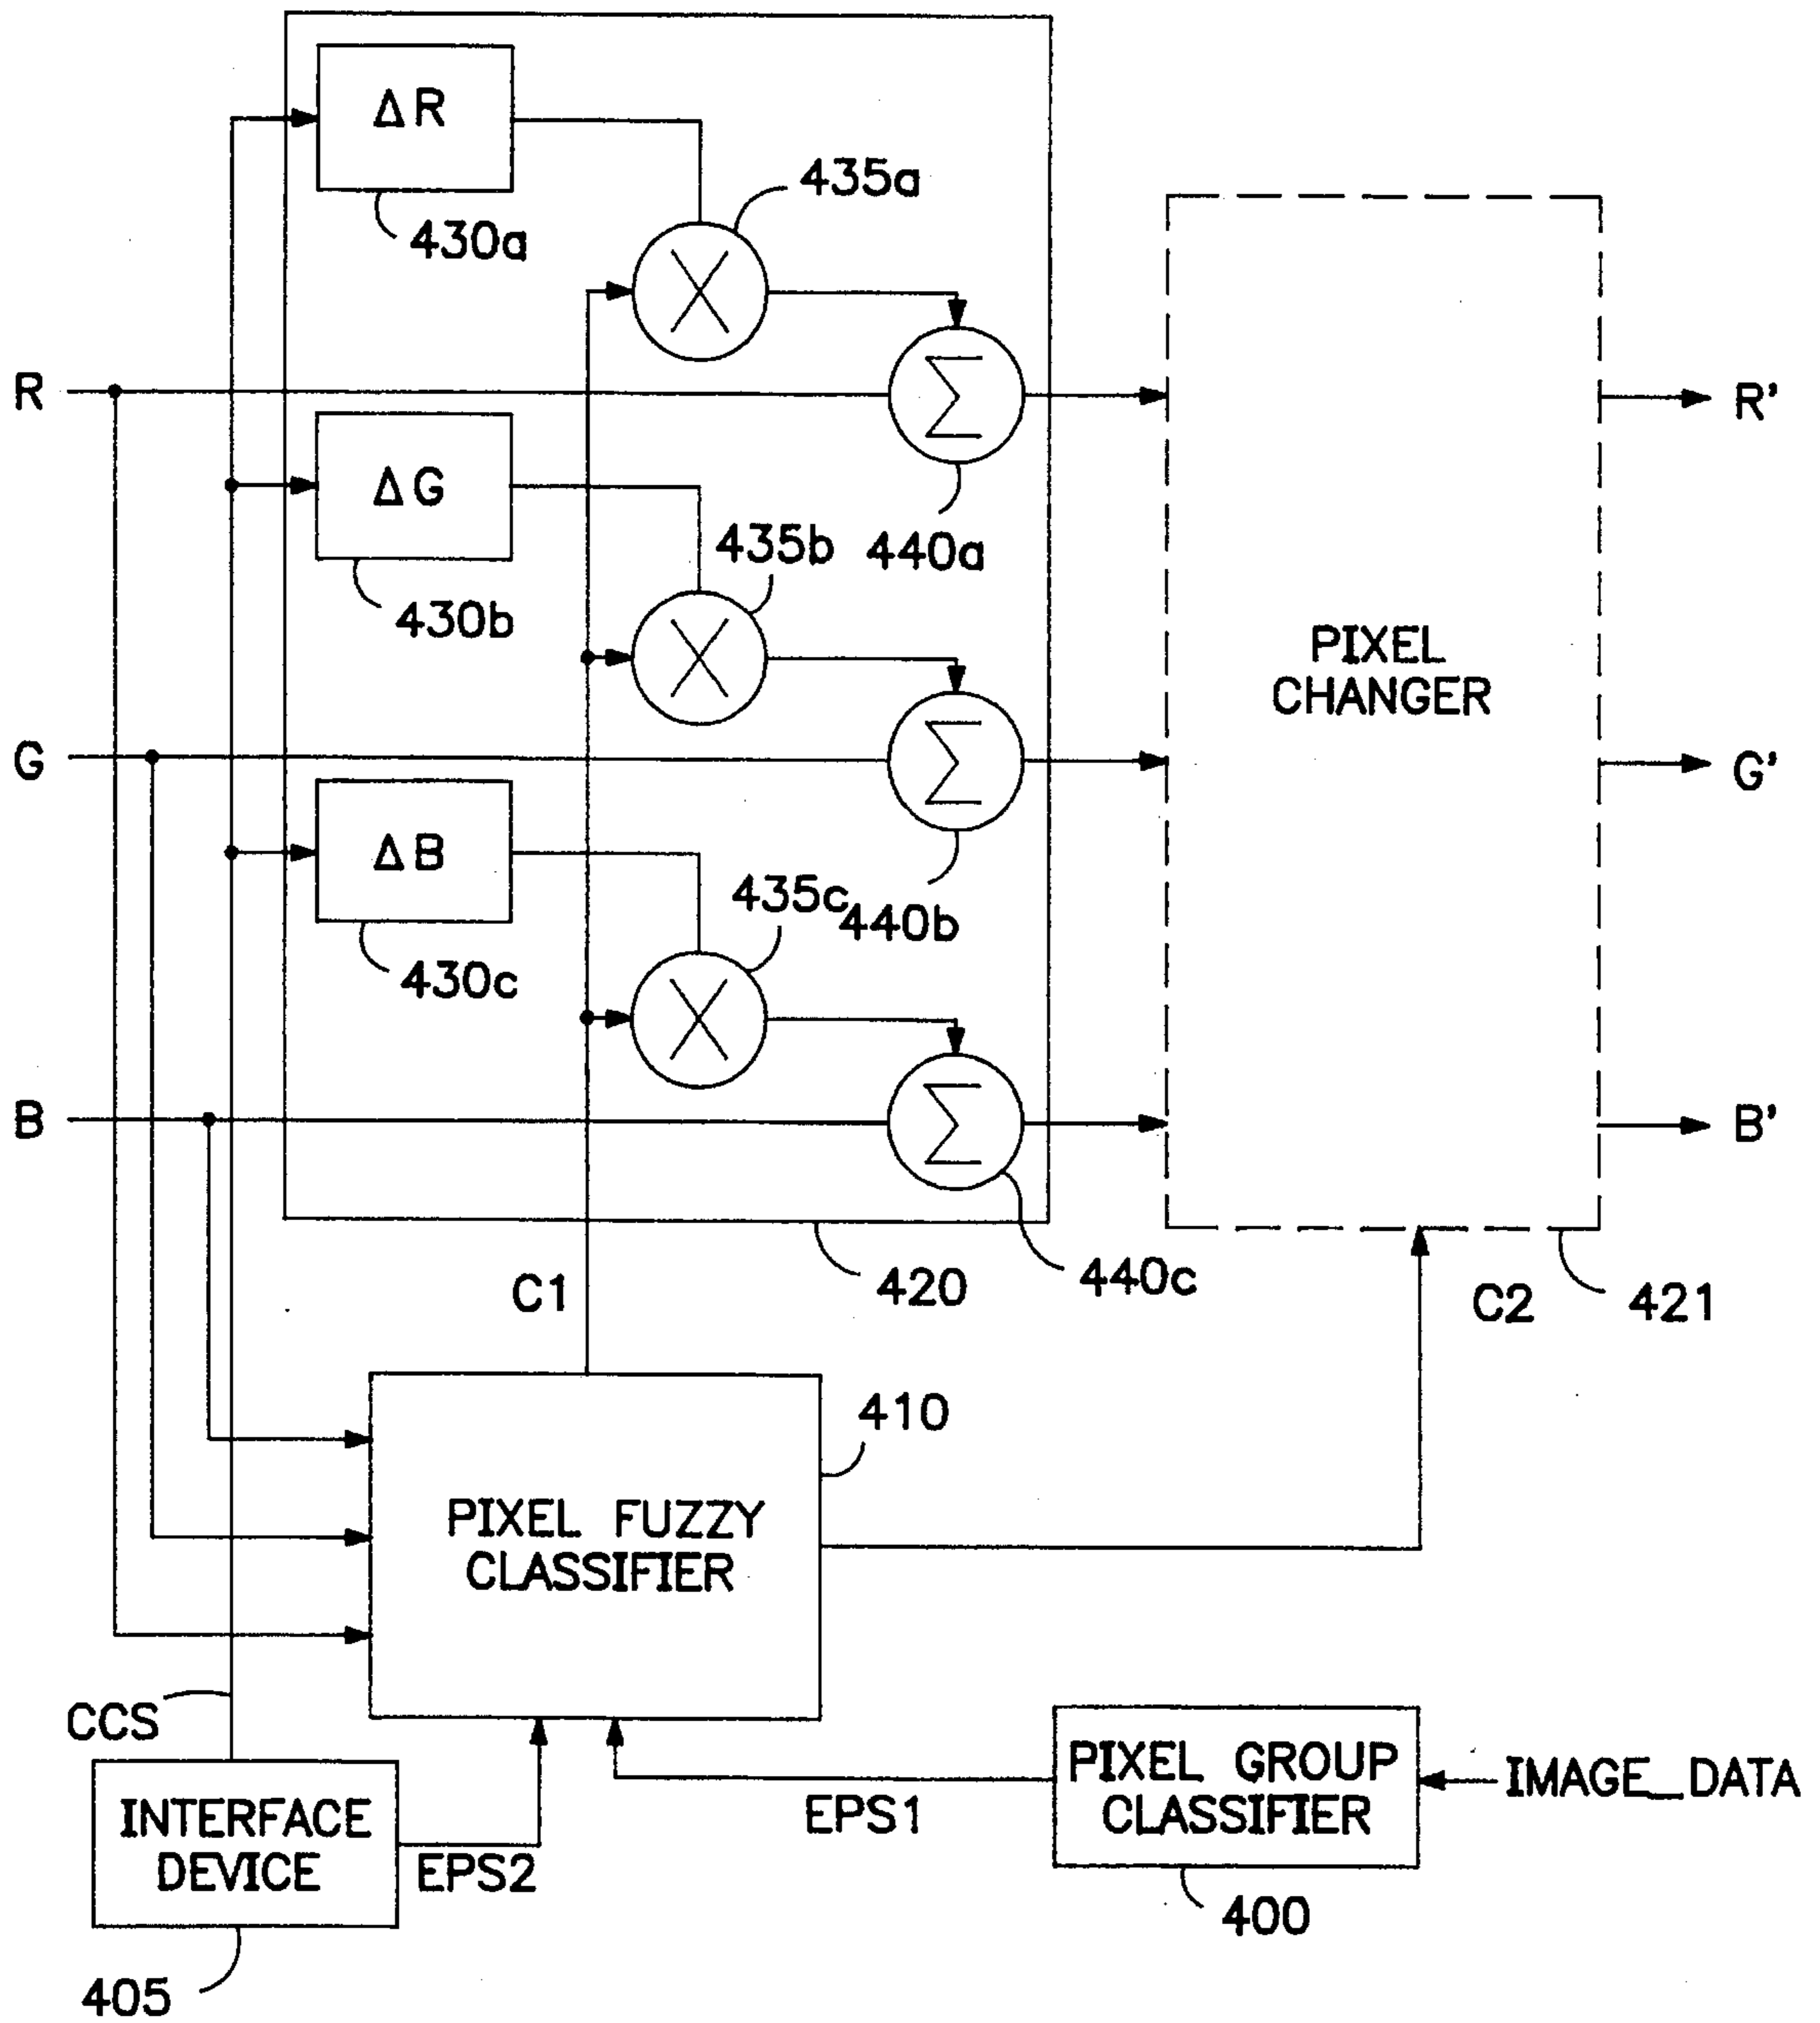 ΔR
435a
430a
R
R'
ΔG
435b
440a
430b
PIXEL
CHANGER
G
G'
ΔB
435c
440b
430c
B
B'
C1
420
440c
C2
421
410
PIXEL FUZZY
CLASSIFIER
CCS
PIXEL GROUP
CLASSIFIER
IMAGE_DATA
INTERFACE
DEVICE
EPS1
EPS2
400
405